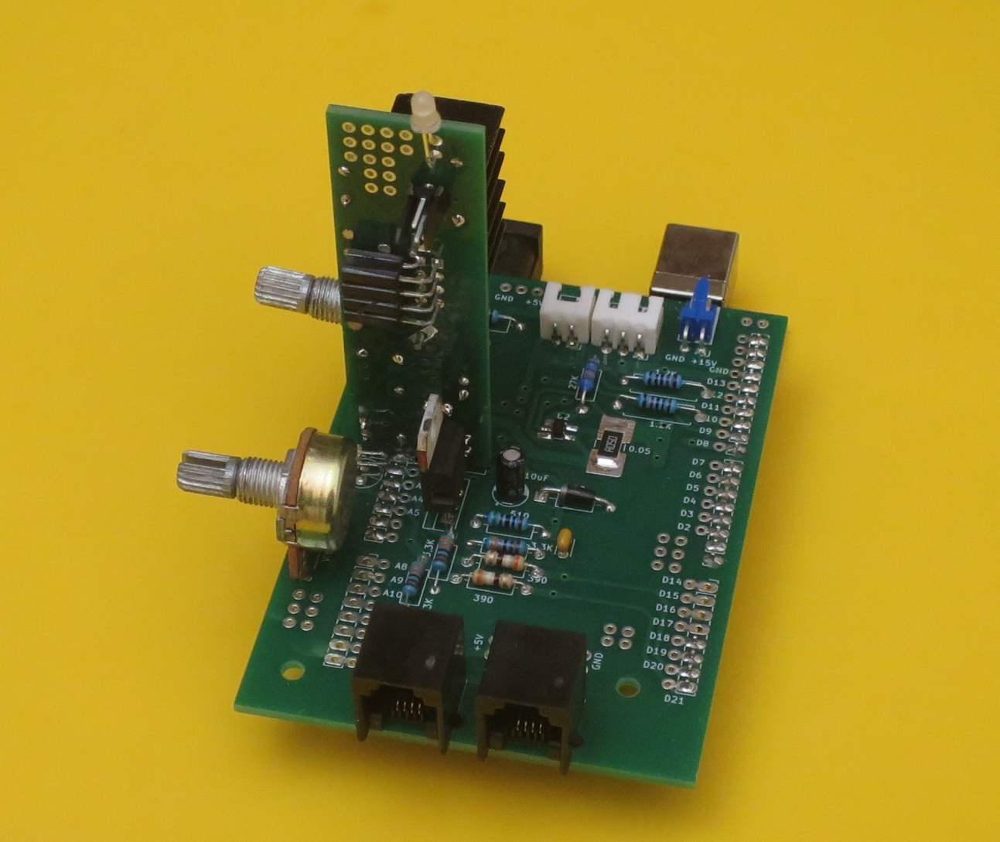 GND +5V
GND +15V
GND
D13
D11
D9
D8
D7
D6
D5
D4
D3
D2
27K
1.1K
R050
0.05
10uF
510
3.3K
3.3K
390
390
3K
A4
A5
A8
A9
A10
+5V
GND
D14
D15
D16
D17
D18
D19
D20
D21